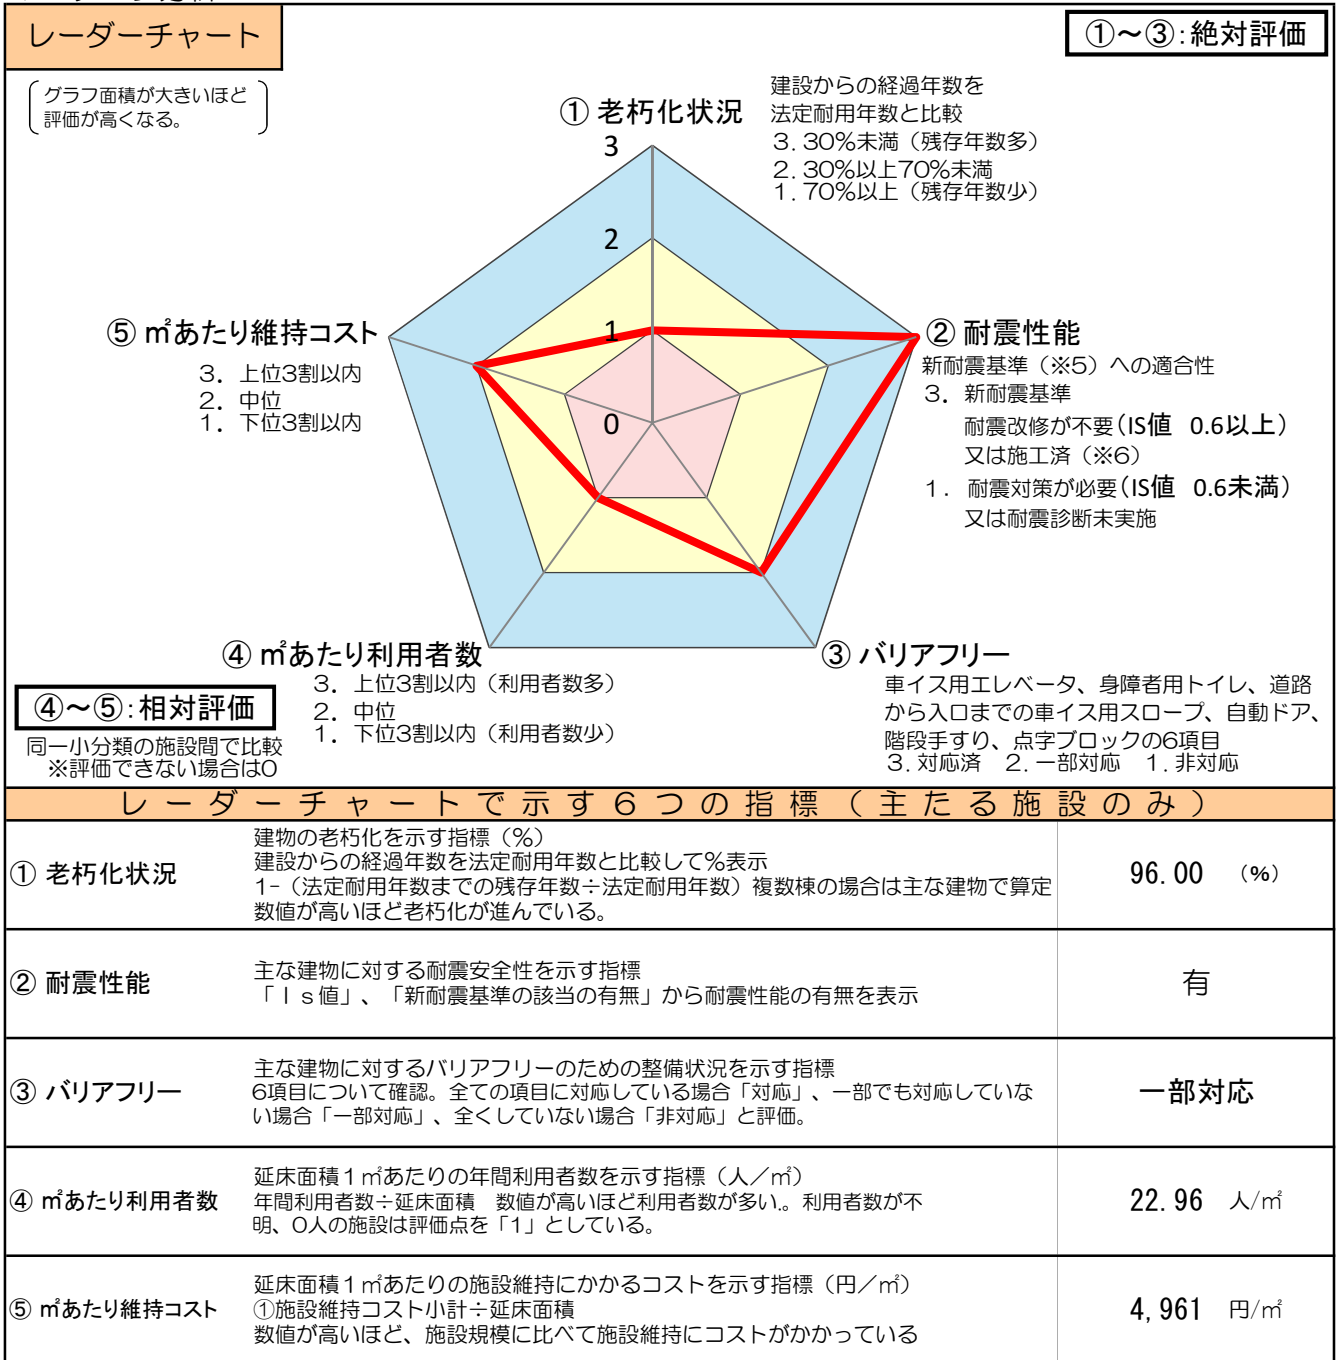 レーダーチャート
①～③:絶対評価
グラフ面積が大きいほど
評価が高くなる。
① 老朽化状況
建設からの経過年数を
法定耐用年数と比較
3. 30%未満（残存年数多）
2. 30%以上70%未満
1. 70%以上（残存年数少）
3
2
1
0
② 耐震性能
新耐震基準（※5）への適合性
3. 新耐震基準
耐震改修が不要(IS値 0.6以上)
又は施工済（※6）
1. 耐震対策が必要(IS値 0.6未満)
又は耐震診断未実施
⑤ ㎡あたり維持コスト
3. 上位3割以内
2. 中位
1. 下位3割以内
④ ㎡あたり利用者数
3. 上位3割以内（利用者数多）
2. 中位
1. 下位3割以内（利用者数少）
③ バリアフリー
車イス用エレベータ、身障者用トイレ、道路
から入口までの車イス用スロープ、自動ドア、
階段手すり、点字ブロックの6項目
3. 対応済 2. 一部対応 1. 非対応
④～⑤:相対評価
同一小分類の施設間で比較
※評価できない場合は0
レーダーチャートで示す６つの指標（主たる施設のみ）
① 老朽化状況
建物の老朽化を示す指標（%）
建設からの経過年数を法定耐用年数と比較して%表示
1-（法定耐用年数までの残存年数÷法定耐用年数）複数棟の場合は主な建物で算定
数値が高いほど老朽化が進んでいる。
96.00 （%）
② 耐震性能
主な建物に対する耐震安全性を示す指標
「Ｉｓ値」、「新耐震基準の該当の有無」から耐震性能の有無を表示
有
③ バリアフリー
主な建物に対するバリアフリーのための整備状況を示す指標
6項目について確認。全ての項目に対応している場合「対応」、一部でも対応していな
い場合「一部対応」、全くしていない場合「非対応」と評価。
一部対応
④ ㎡あたり利用者数
延床面積１㎡あたりの年間利用者数を示す指標（人／㎡）
年間利用者数÷延床面積 数値が高いほど利用者数が多い。利用者数が不
明、0人の施設は評価点を「1」としている。
22.96 人/㎡
⑤ ㎡あたり維持コスト
延床面積１㎡あたりの施設維持にかかるコストを示す指標（円／㎡）
①施設維持コスト小計÷延床面積
数値が高いほど、施設規模に比べて施設維持にコストがかかっている
4,961 円/㎡